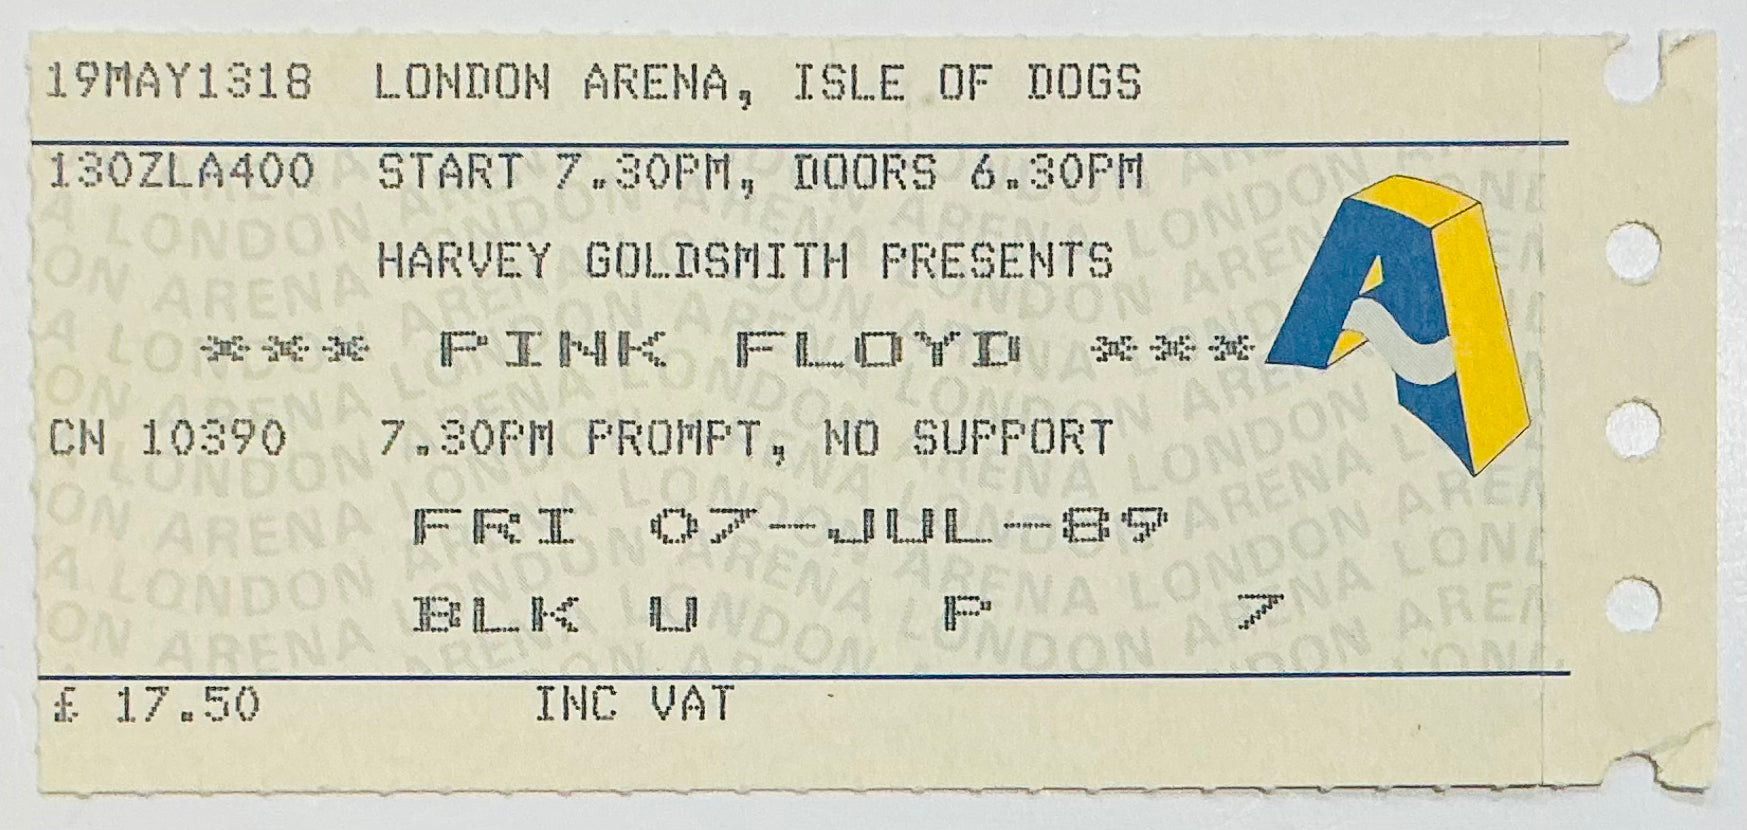 19MAY1318 LONDON ARENA, ISLE OF DOGS
130ZLA400 START 7.30PM, DOORS 6.30PM
HARVEY GOLDSMITH PRESENTS
*** PINK FLOYD ***
CN 10390 7.30PM PROMPT, NO SUPPORT
FRI 07-JUL-89
BLK U P 7
£ 17.50 INC VAT